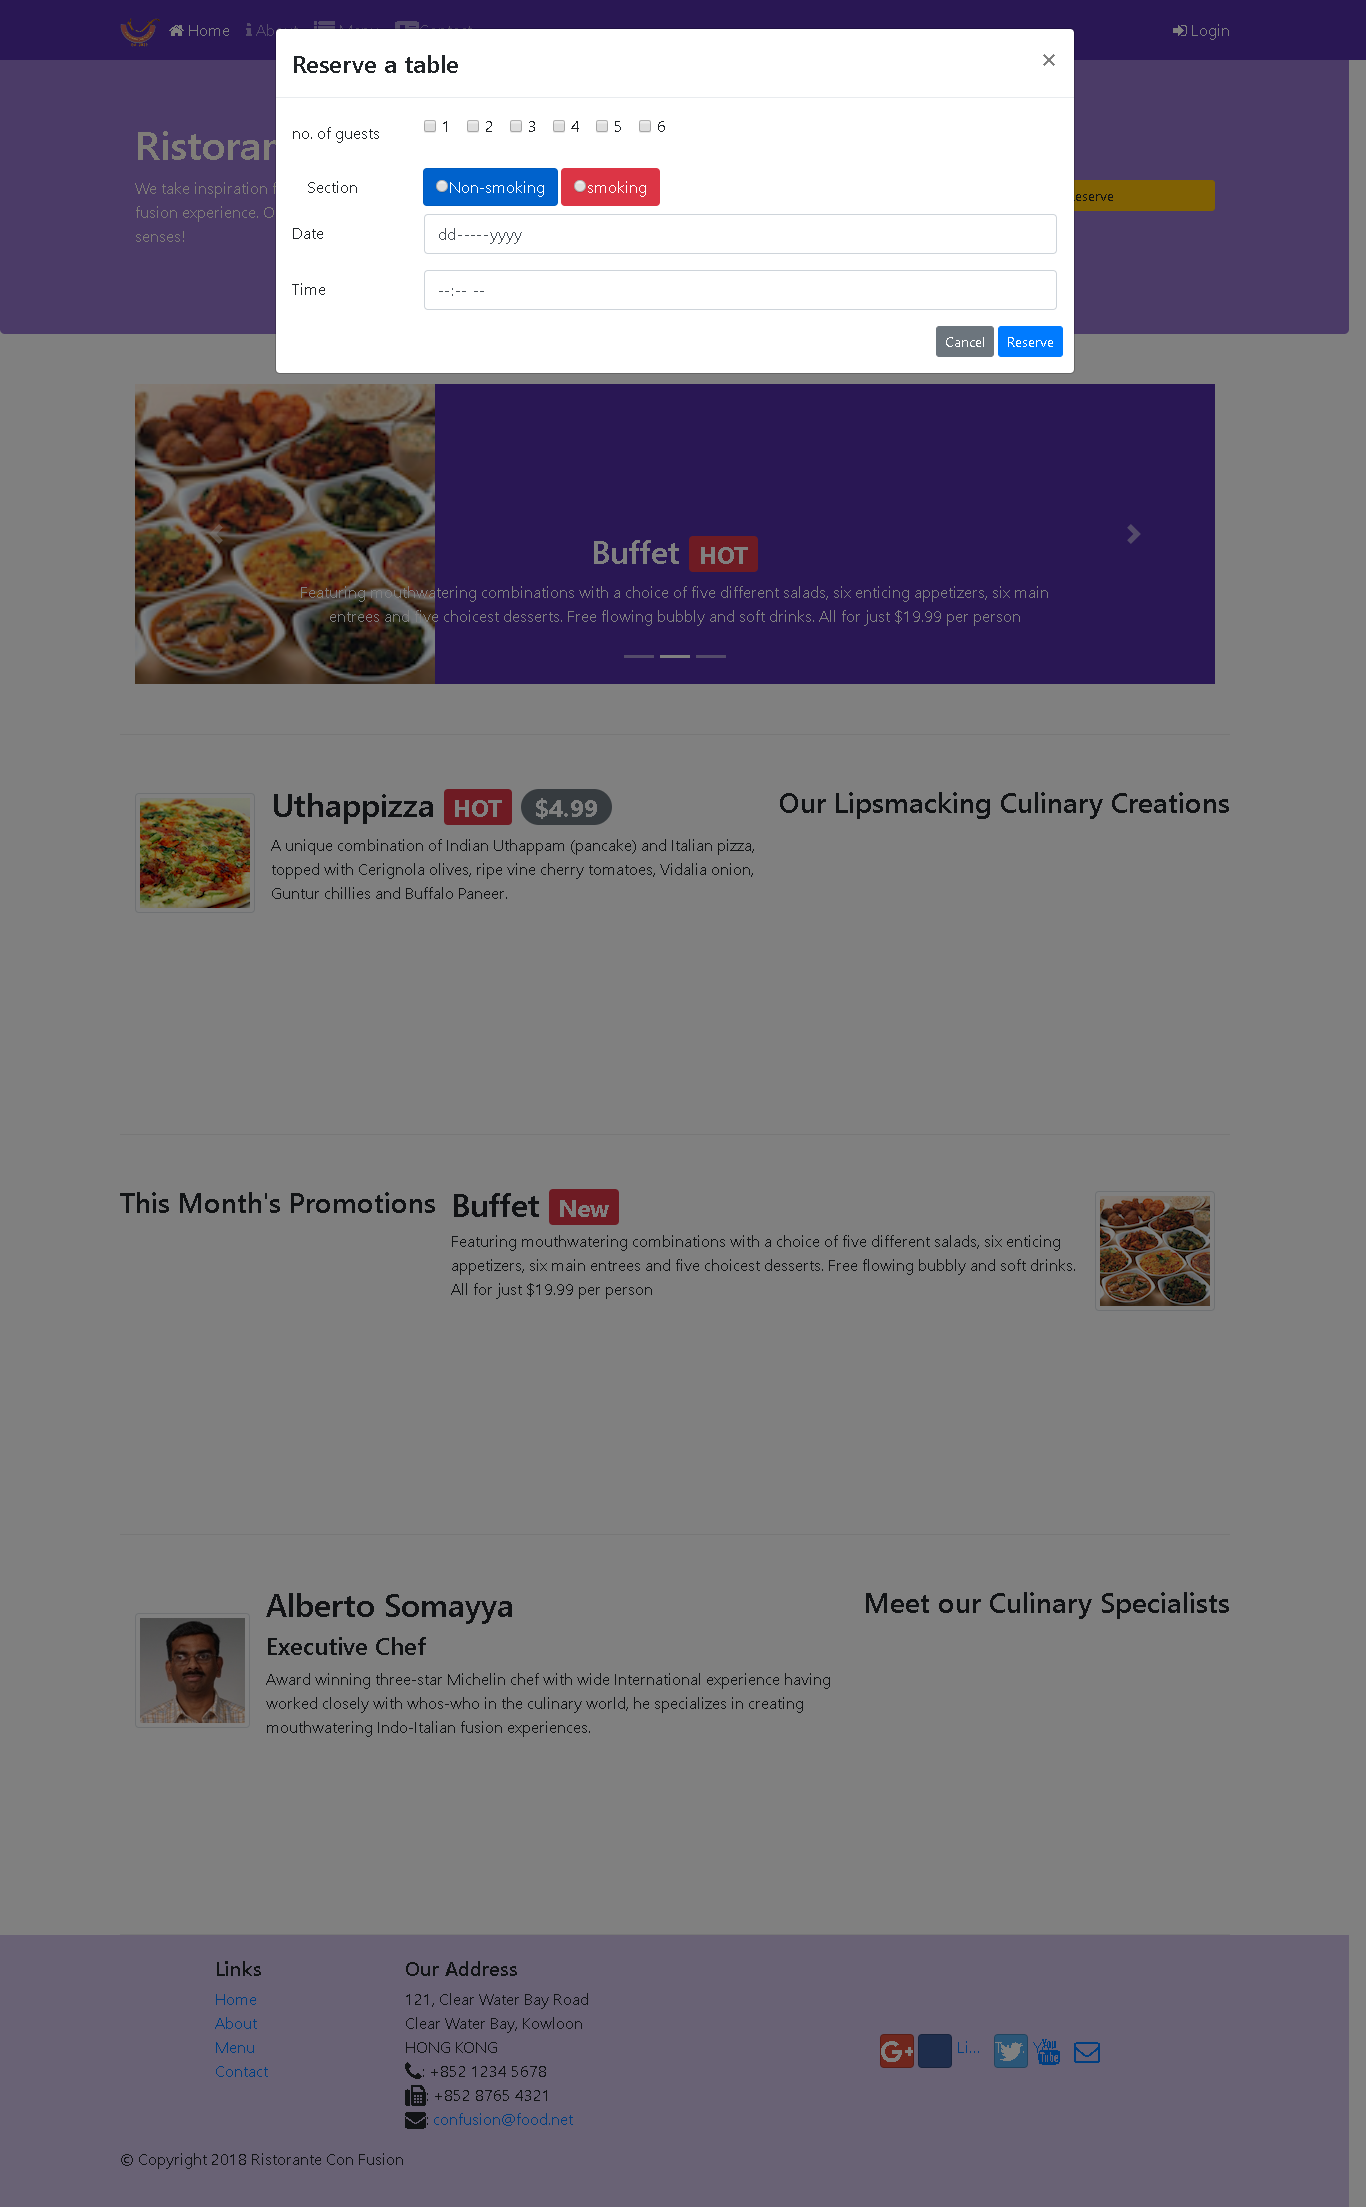 Home
Login
Reserve a table
×
no. of guests
1 2 3 4 5 6
Section
Non-smoking smoking
Date
dd-----yyyy
Time
--:-- --
Cancel Reserve
We take inspiration
fusion experience.
senses!
Buffet HOT
Featuring mouthwatering combinations with a choice of five different salads, six enticing appetizers, six main
entrees and five choicest desserts. Free flowing bubbly and soft drinks. All for just $19.99 per person
Uthappizza HOT $4.99
A unique combination of Indian Uthappam (pancake) and Italian pizza,
topped with Cerignola olives, ripe vine cherry tomatoes, Vidalia onion,
Guntur chillies and Buffalo Paneer.
Our Lipsmacking Culinary Creations
This Month's Promotions
Buffet New
Featuring mouthwatering combinations with a choice of five different salads, six enticing
appetizers, six main entrees and five choicest desserts. Free flowing bubbly and soft drinks.
All for just $19.99 per person
Alberto Somayya
Executive Chef
Award winning three-star Michelin chef with wide International experience having
worked closely with whos-who in the culinary world, he specializes in creating
mouthwatering Indo-Italian fusion experiences.
Meet our Culinary Specialists
Links
Home
About
Menu
Contact
Our Address
121, Clear Water Bay Road
Clear Water Bay, Kowloon
HONG KONG
: +852 1234 5678
: +852 8765 4321
: confusion@food.net
G+ Li... You Tube
© Copyright 2018 Ristorante Con Fusion